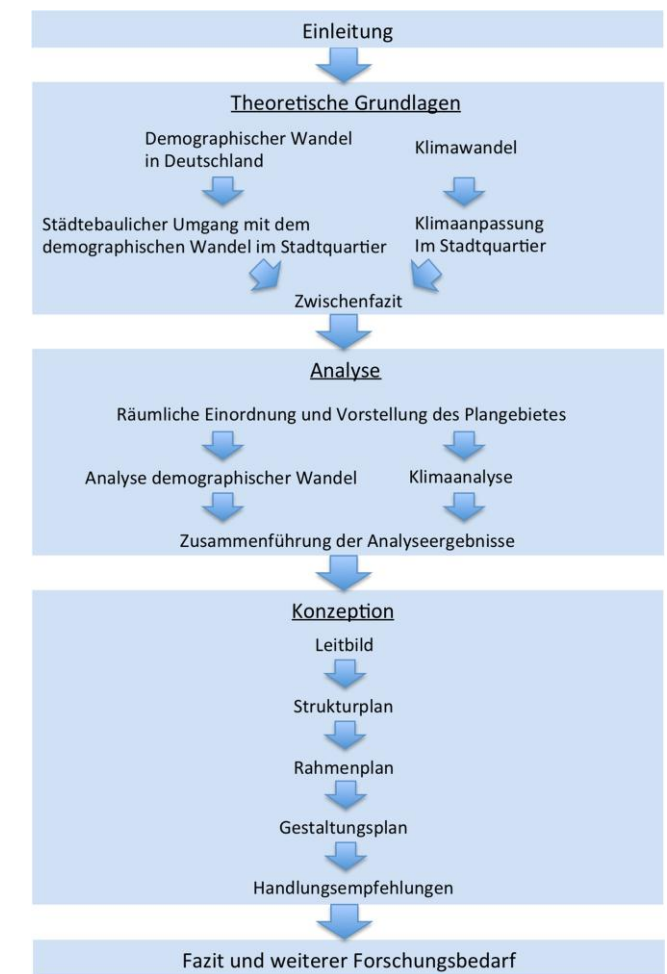 Einleitung
Theoretische Grundlagen
Demographischer Wandel
in Deutschland
Klimawandel
Städtebaulicher Umgang mit dem
demographischen Wandel im Stadtquartier
Klimaanpassung
Im Stadtquartier
Zwischenfazit
Analyse
Räumliche Einordnung und Vorstellung des Plangebietes
Analyse demographischer Wandel
Klimaanalyse
Zusammenführung der Analyseergebnisse
Konzeption
Leitbild
Strukturplan
Rahmenplan
Gestaltungsplan
Handlungsempfehlungen
Fazit und weiterer Forschungsbedarf